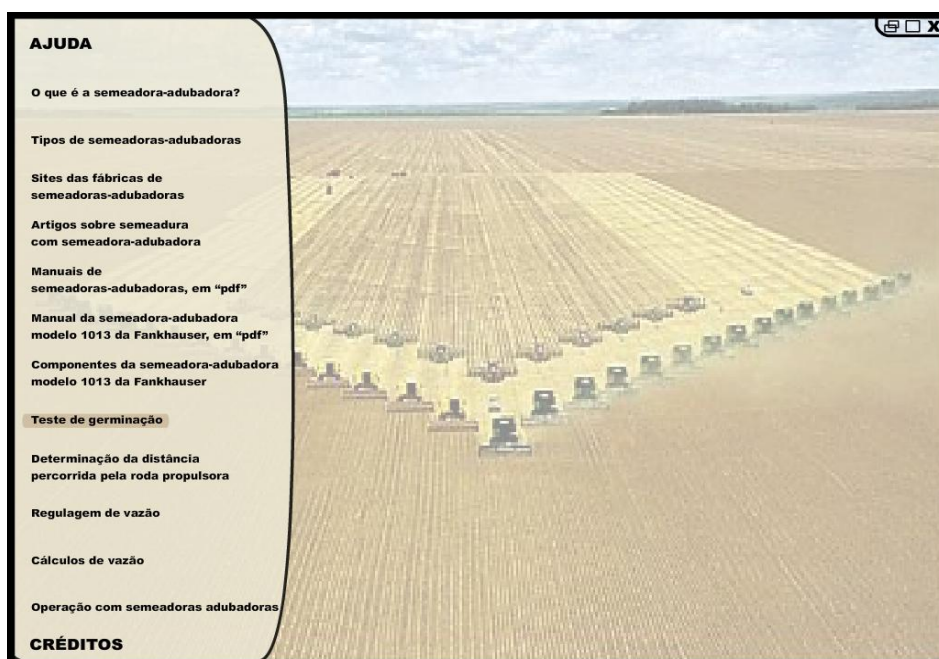 AJUDA
O que é a semeadora-adubadora?
Tipos de semeadoras-adubadoras
Sites das fábricas de
semeadoras-adubadoras
Artigos sobre semeadura
com semeadora-adubadora
Manuais de
semeadoras-adubadoras, em “pdf”
Manual da semeadora-adubadora
modelo 1013 da Fankhauser, em “pdf”
Componentes da semeadora-adubadora
modelo 1013 da Fankhauser
Teste de germinação
Determinação da distância
percorrida pela roda propulsora
Regulagem de vazão
Cálculos de vazão
Operação com semeadoras adubadoras
CRÉDITOS